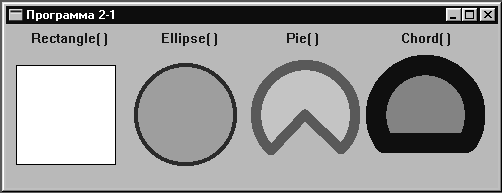 Программа 2-1
Rectangle( ) Ellipse( ) Pie( ) Chord( )